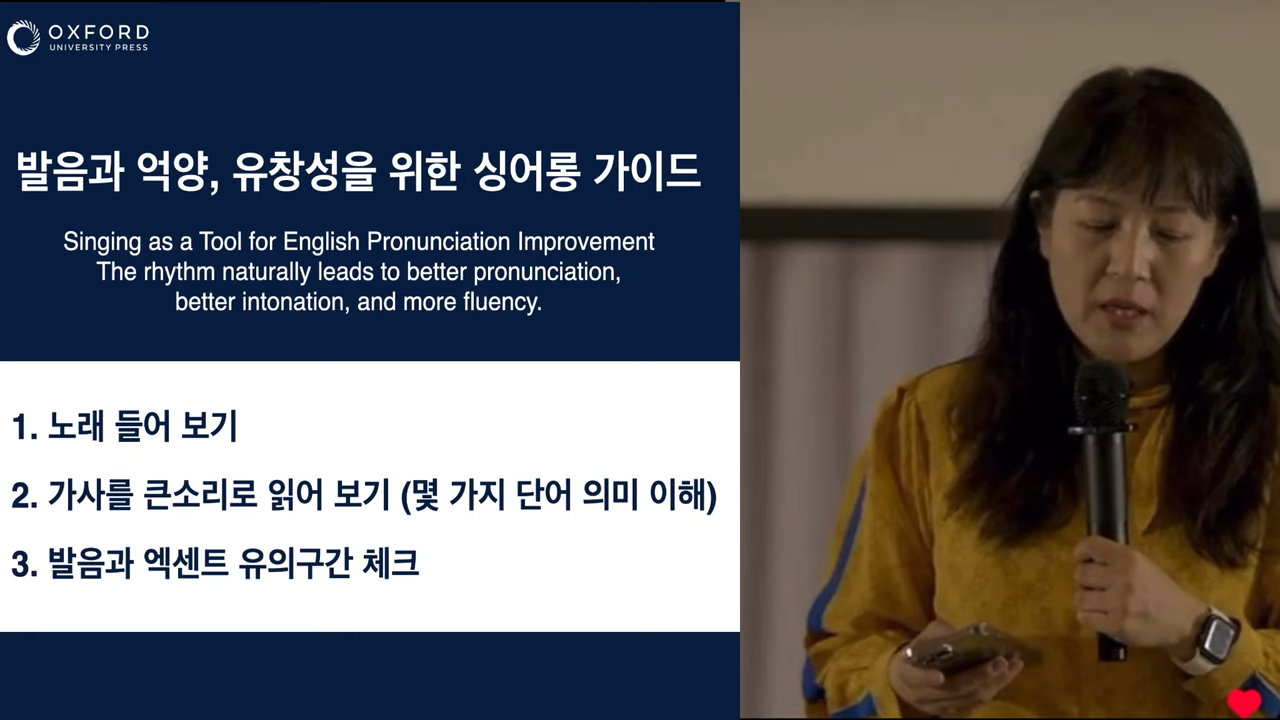 OXFORD
UNIVERSITY PRESS
발음과 억양, 유창성을 위한 싱어롱 가이드
Singing as a Tool for English Pronunciation Improvement
The rhythm naturally leads to better pronunciation,
better intonation, and more fluency.
1. 노래 들어 보기
2. 가사를 큰소리로 읽어 보기 (몇 가지 단어 의미 이해)
3. 발음과 엑센트 유의구간 체크